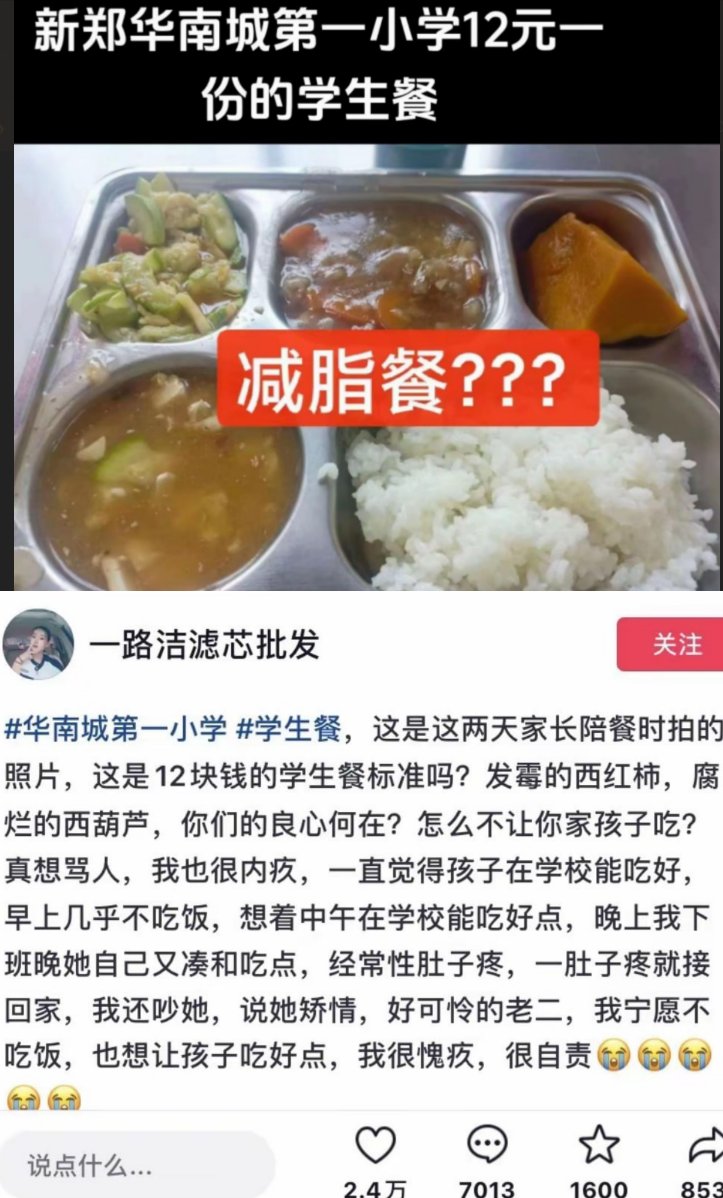 新郑华南城第一小学12元一
份的学生餐
减脂餐???
一路洁滤芯批发
关注
#华南城第一小学 #学生餐，这是这两天家长陪餐时拍的
照片，这是12块钱的学生餐标准吗？发霉的西红柿，腐
烂的西葫芦，你们的良心何在？怎么不让你家孩子吃？
真想骂人，我也很内疚，一直觉得孩子在学校能吃好，
早上几乎不吃饭，想着中午在学校能吃好点，晚上我下
班晚她自己又凑和吃点，经常性肚子疼，一肚子疼就接
回家，我还吵她，说她矫情，好可怜的老二，我宁愿不
吃饭，也想让孩子吃好点，我很愧疚，很自责😭😭😭
😭😭
说点什么...
2.4万
7013
1600
853